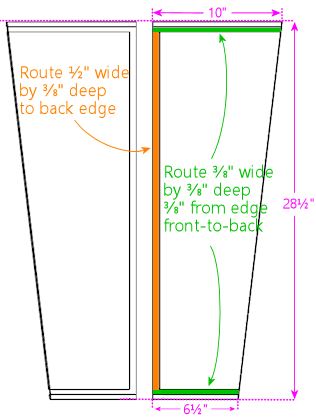 10"
Route ½" wide
by ⅜" deep
to back edge
Route ⅜" wide
by ⅜" deep
⅜" from edge
front-to-back
28½"
6½"